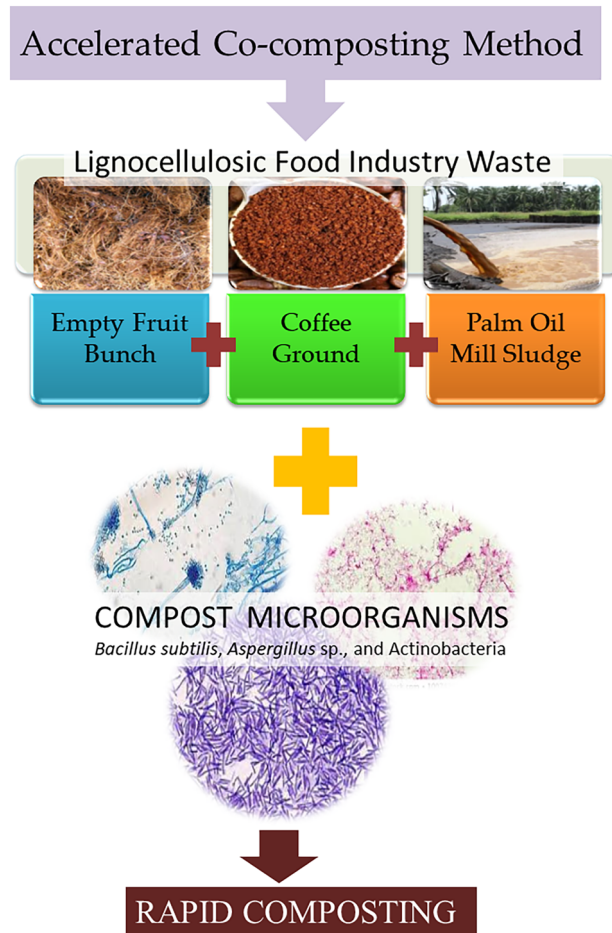 Accelerated Co-composting Method
Lignocellulosic Food Industry Waste
Empty Fruit
Bunch
Coffee
Ground
Palm Oil
Mill Sludge
COMPOST MICROORGANISMS
Bacillus subtilis, Aspergillus sp., and Actinobacteria
RAPID COMPOSTING